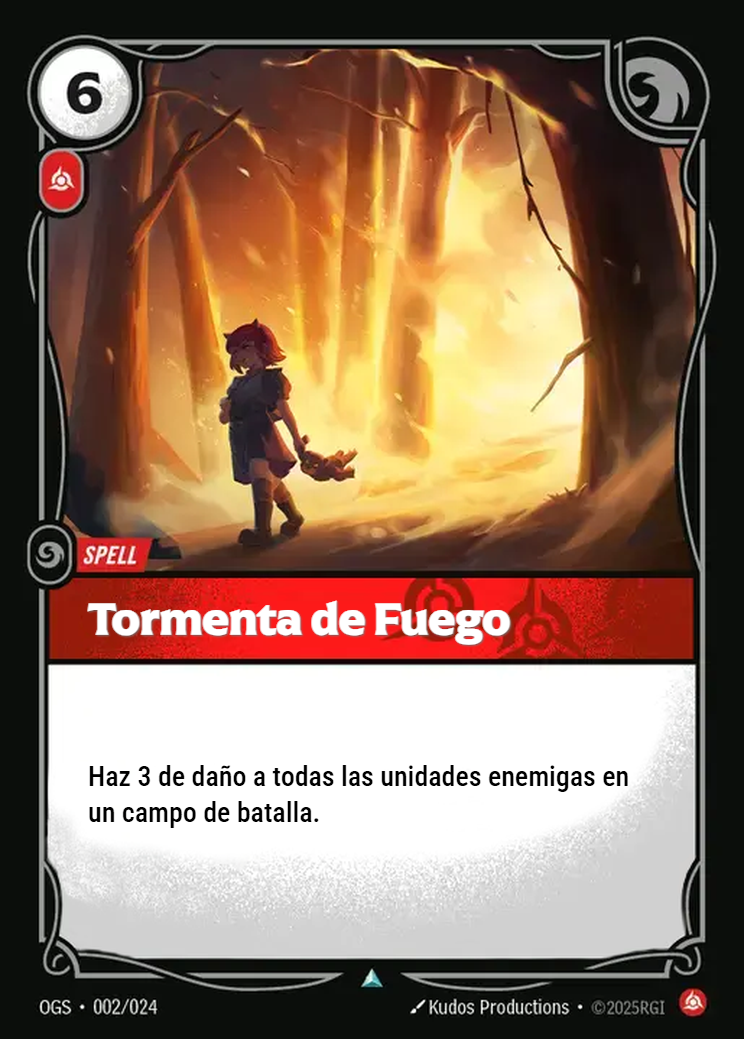 6
SPELL
Tormenta de Fuego
Haz 3 de daño a todas las unidades enemigas en
un campo de batalla.
OGS • 002/024
Kudos Productions • ©2025RGI